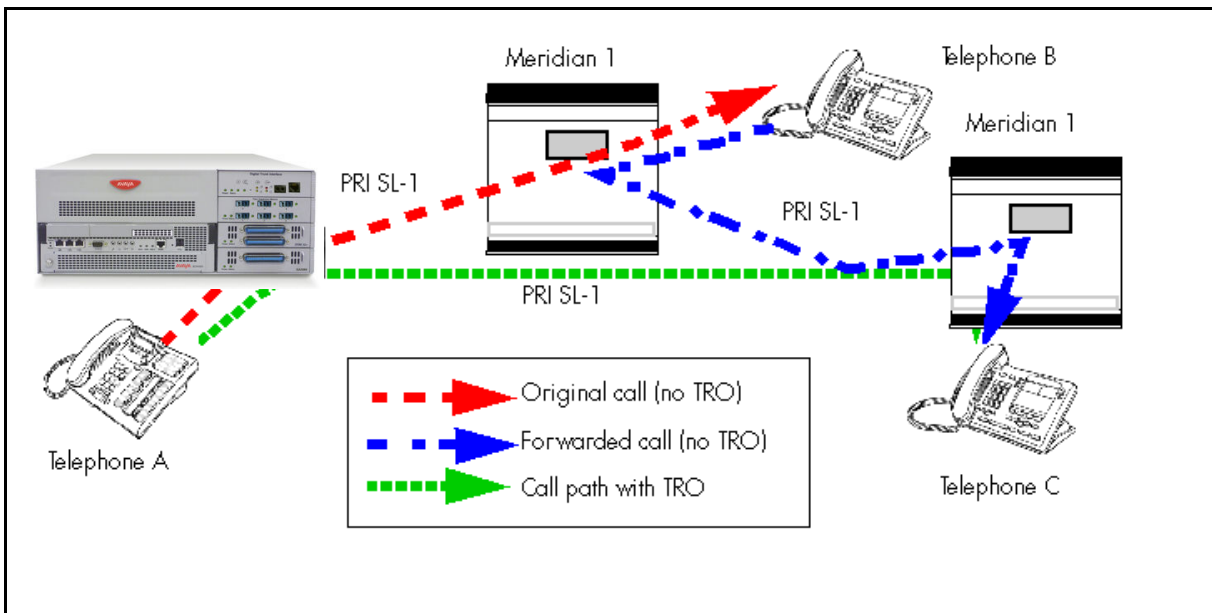 Meridian 1
Telephone B
Meridian 1
AVAYA
PRI SL-1
PRI SL-1
PRI SL-1
Telephone A
Original call (no TRO)
Forwarded call (no TRO)
Call path with TRO
Telephone C